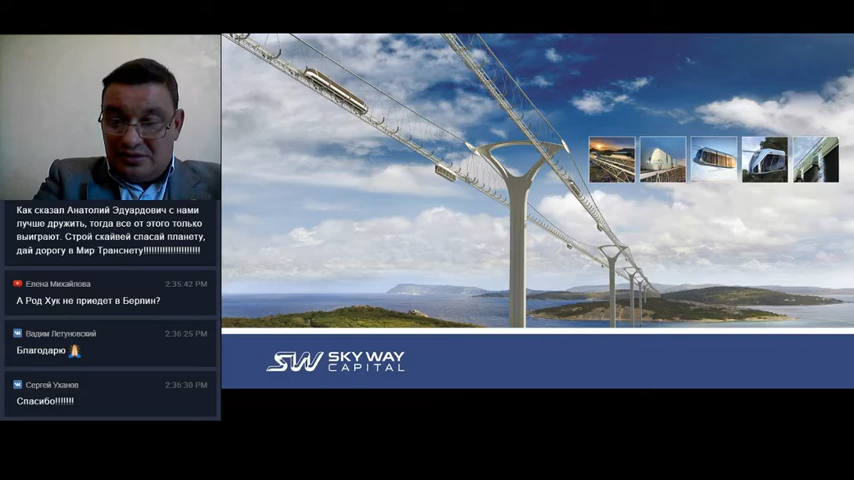 Как сказал Анатолий Эдуардович с нами
лучше дружить, тогда все от этого только
выиграют. Строй скайвей спасай планету,
дай дорогу в Мир Транснету!!!!!!!!!!!!!!!!!!!!!!
Елена Михайлова 2:35:42 PM
А Род Хук не приедет в Берлин?
Вадим Летуновский 2:36:25 PM
Благодарю 🙏
Сергей Уханов 2:36:30 PM
Спасибо!!!!!!!
SW SKY WAY
CAPITAL